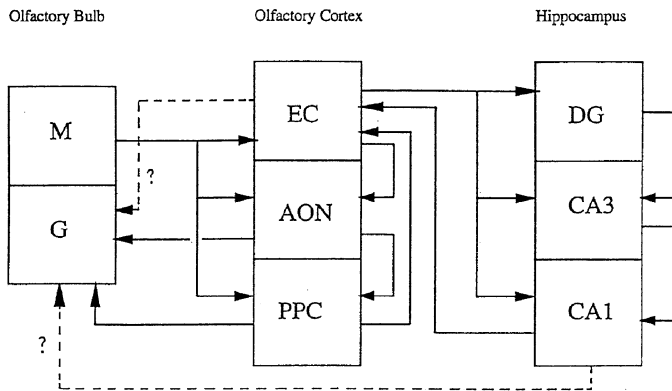 Olfactory Bulb
Olfactory Cortex
Hippocampus
M
G
EC
AON
PPC
DG
CA3
CA1
?
?